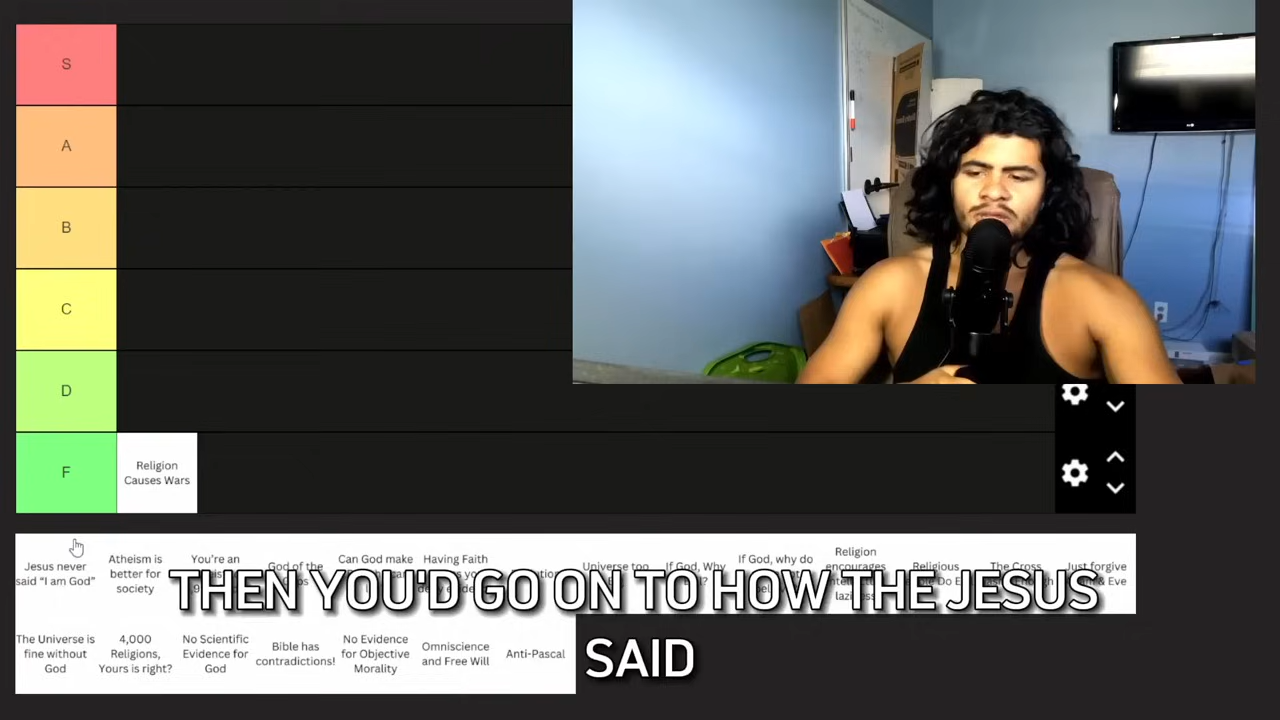 S
A
B
C
D
F
Religion
Causes Wars
Jesus never
said "I am God"
Atheism is
better for
society
You're an
God of the
Can God make
Having Faith
Universe too
If God, Why
If God, why do
Religion
encourages
Religious
The Cross
Just forgive
& Eve
THEN YOU'D GO ON TO HOW THE JESUS
SAID
The Universe is
fine without
God
4,000
Religions,
Yours is right?
No Scientific
Evidence for
God
Bible has
contradictions!
No Evidence
for Objective
Morality
Omniscience
and Free Will
Anti-Pascal